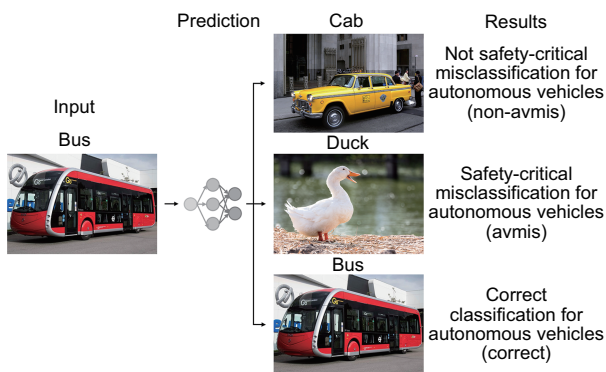 Prediction
Cab
Results
Input
Bus
Not safety-critical
misclassification for
autonomous vehicles
(non-avmis)
Duck
Safety-critical
misclassification for
autonomous vehicles
(avmis)
Bus
Correct
classification for
autonomous vehicles
(correct)